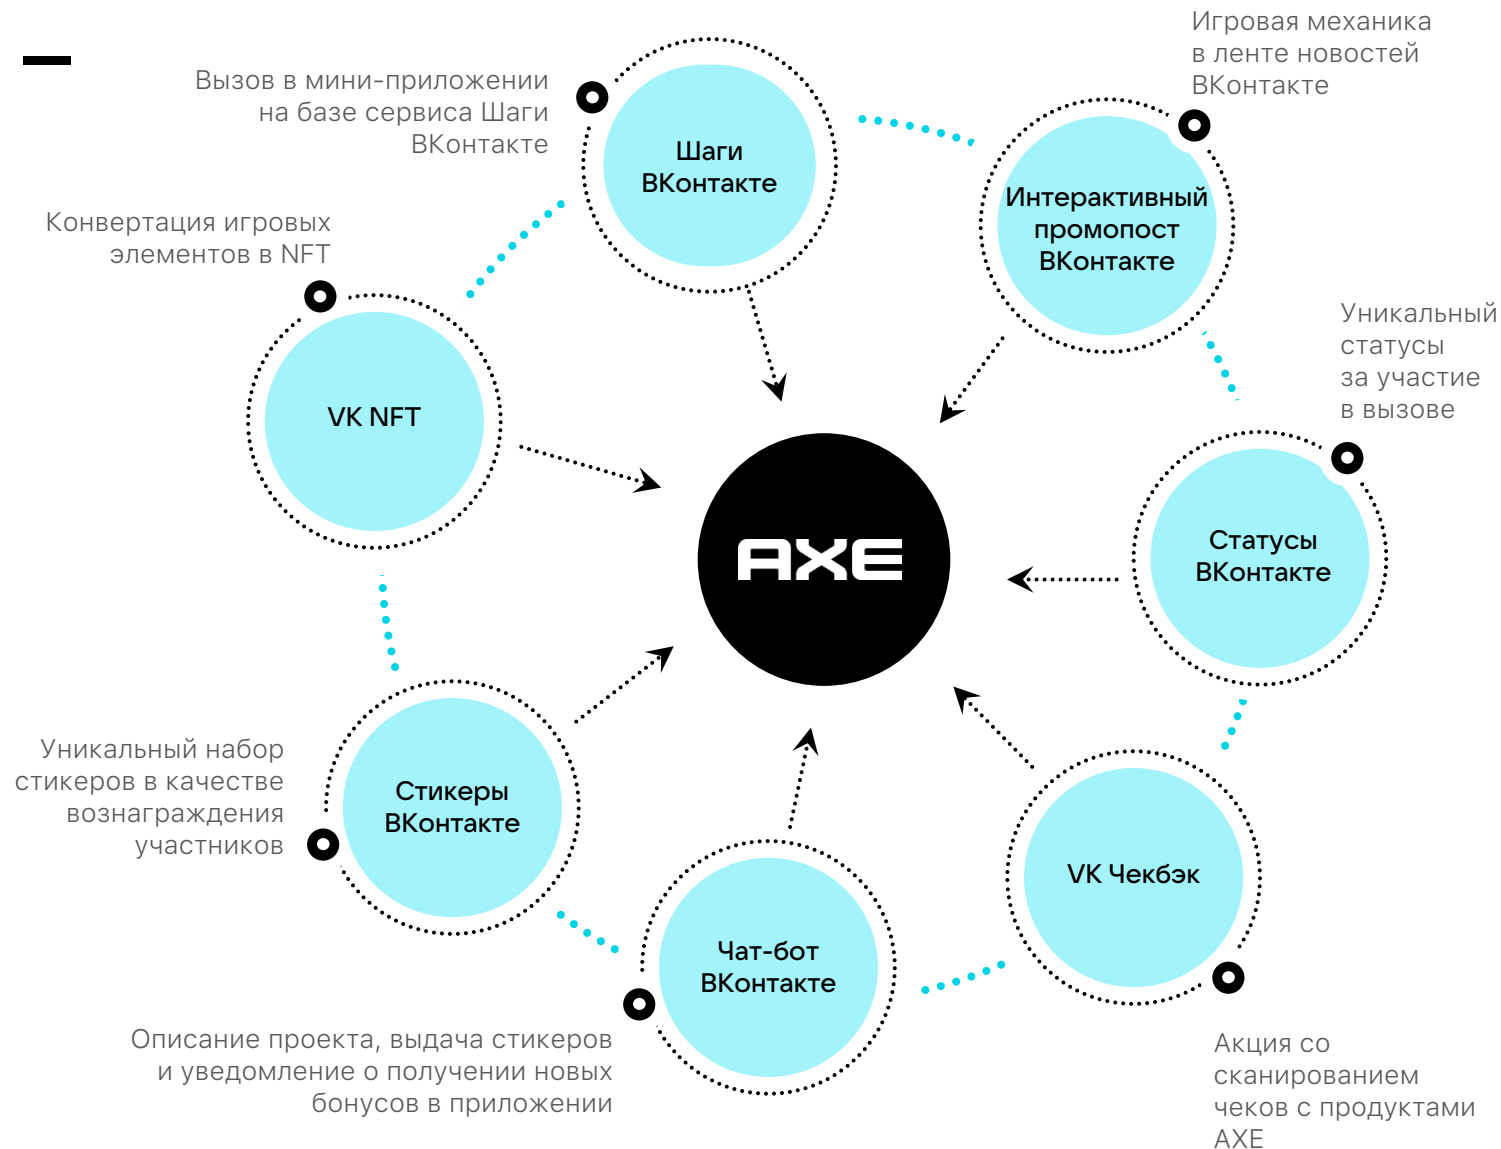 Игровая механика
в ленте новостей
ВКонтакте
Вызов в мини-приложении
на базе сервиса Шаги
ВКонтакте
Шаги
ВКонтакте
Интерактивный
промопост
ВКонтакте
Конвертация игровых
элементов в NFT
VK NFT
Уникальный
статусы
за участие
в вызове
Статусы
ВКонтакте
AXE
Уникальный набор
стикеров в качестве
вознаграждения
участников
Стикеры
ВКонтакте
VK Чекбэк
Чат-бот
ВКонтакте
Описание проекта, выдача стикеров
и уведомление о получении новых
бонусов в приложении
Акция со
сканированием
чеков с продуктами
AXE